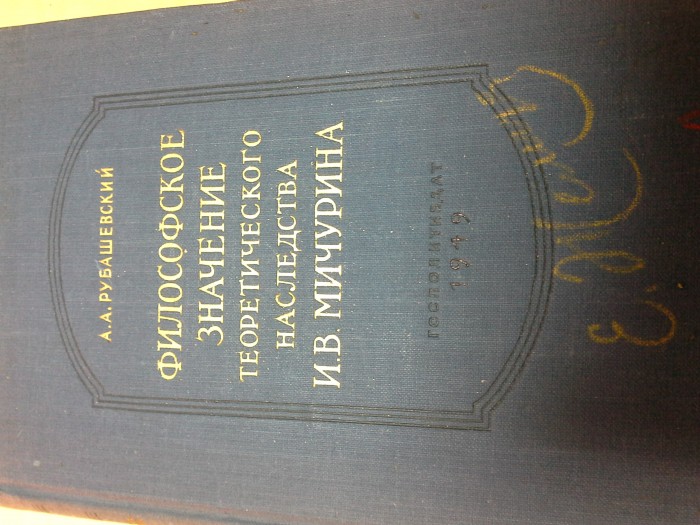 А. А. РУБАШЕВСКИЙ
ФИЛОСОФСКОЕ
ЗНАЧЕНИЕ
ТЕОРЕТИЧЕСКОГО
НАСЛЕДСТВА
И. В. МИЧУРИНА
ГОСПОЛИТИЗДАТ
1949